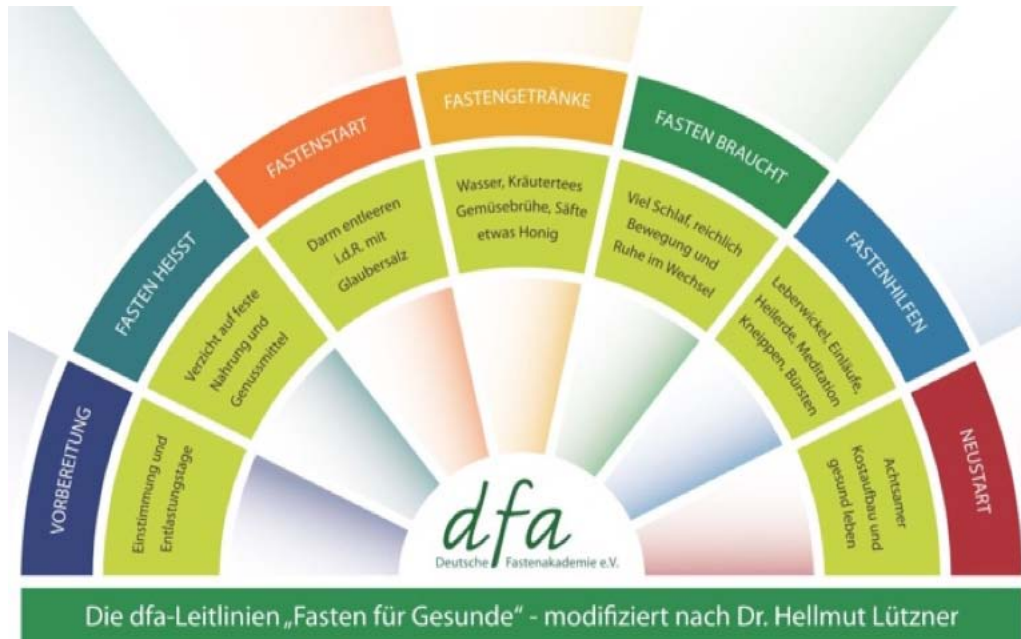 VORBEREITUNG
Einstimmung und
Entlastungstage
FASTEN HEISST
Verzicht auf feste
Nahrung und
Genussmittel
FASTENSTART
Darm entleeren
i.d.R. mit
Glaubersalz
FASTENGETRÄNKE
Wasser, Kräutertees
Gemüsebrühe, Säfte
etwas Honig
FASTEN BRAUCHT
Viel Schlaf, reichlich
Bewegung und
Ruhe im Wechsel
FASTENHILFEN
Leberwickel, Einläufe,
Heilerde, Meditation
Kneippen, Bürsten
NEUSTART
Achtsamer
Kostaufbau und
gesund leben
dfa
Deutsche Fastenakademie e.V.
Die dfa-Leitlinien „Fasten für Gesunde“ - modifiziert nach Dr. Hellmut Lützner